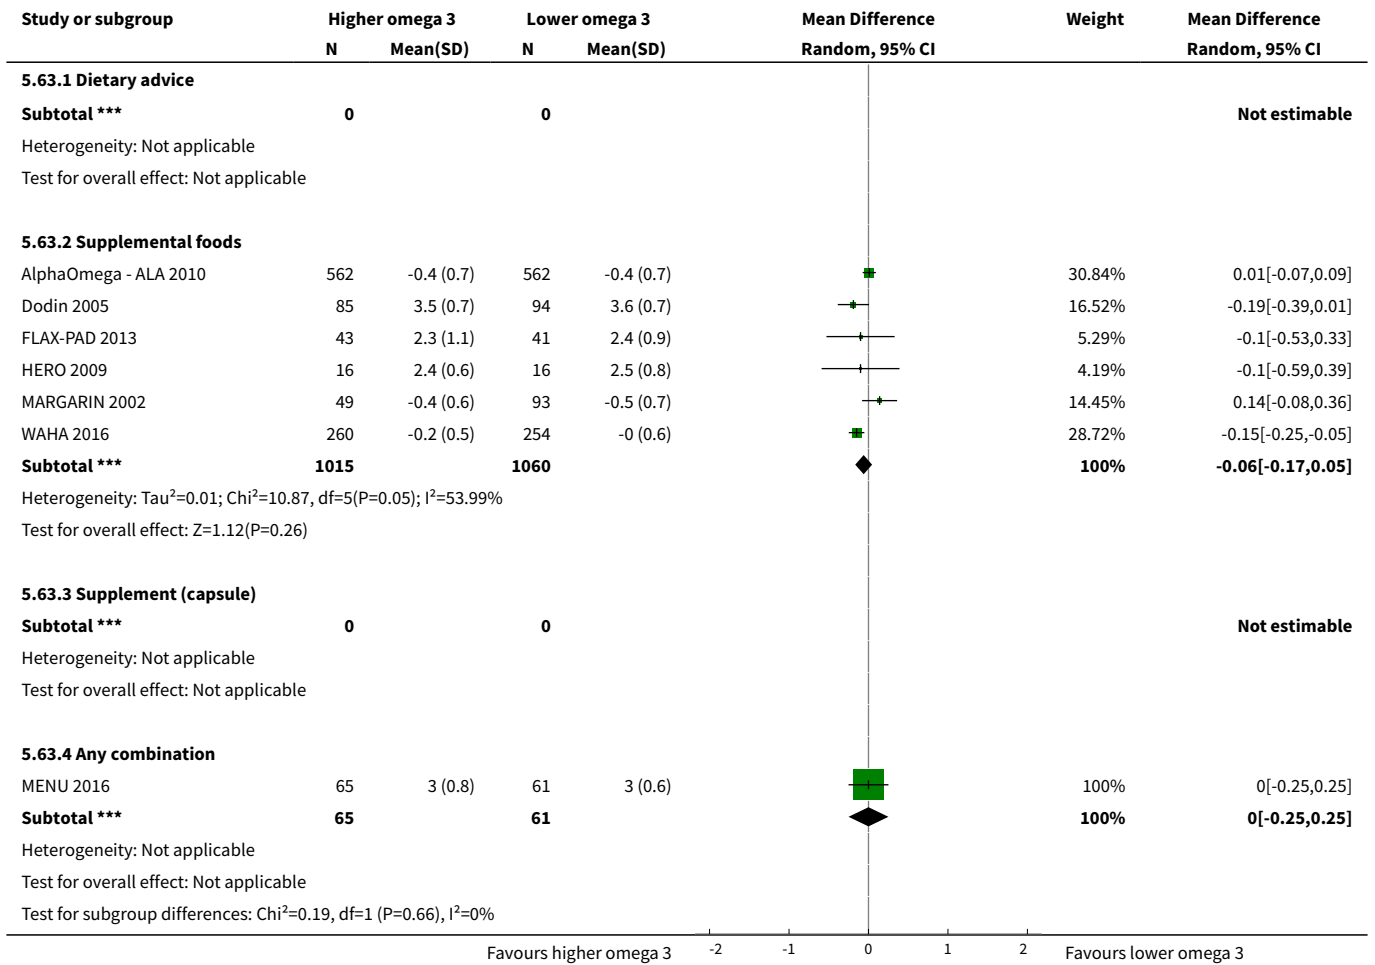 Study or subgroup Higher omega 3 Lower omega 3 Mean Difference Weight Mean Difference
N Mean(SD) N Mean(SD) Random, 95% CI Random, 95% CI
5.63.1 Dietary advice
Subtotal *** 0 0 Not estimable
Heterogeneity: Not applicable
Test for overall effect: Not applicable
5.63.2 Supplemental foods
AlphaOmega - ALA 2010 562 -0.4 (0.7) 562 -0.4 (0.7) 30.84% 0.01[-0.07,0.09]
Dodin 2005 85 3.5 (0.7) 94 3.6 (0.7) 16.52% -0.19[-0.39,0.01]
FLAX-PAD 2013 43 2.3 (1.1) 41 2.4 (0.9) 5.29% -0.1[-0.53,0.33]
HERO 2009 16 2.4 (0.6) 16 2.5 (0.8) 4.19% -0.1[-0.59,0.39]
MARGARIN 2002 49 -0.4 (0.6) 93 -0.5 (0.7) 14.45% 0.14[-0.08,0.36]
WAHA 2016 260 -0.2 (0.5) 254 -0 (0.6) 28.72% -0.15[-0.25,-0.05]
Subtotal *** 1015 1060 100% -0.06[-0.17,0.05]
Heterogeneity: Tau²=0.01; Chi²=10.87, df=5(P=0.05); I²=53.99%
Test for overall effect: Z=1.12(P=0.26)
5.63.3 Supplement (capsule)
Subtotal *** 0 0 Not estimable
Heterogeneity: Not applicable
Test for overall effect: Not applicable
5.63.4 Any combination
MENU 2016 65 3 (0.8) 61 3 (0.6) 100% 0[-0.25,0.25]
Subtotal *** 65 61 100% 0[-0.25,0.25]
Heterogeneity: Not applicable
Test for overall effect: Not applicable
Test for subgroup differences: Chi²=0.19, df=1 (P=0.66), I²=0%
Favours higher omega 3 -2 -1 0 1 2 Favours lower omega 3